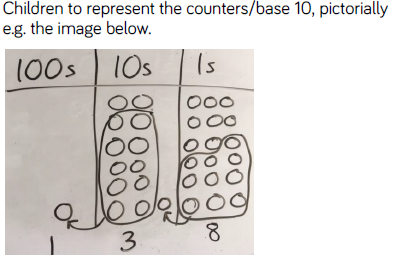 Children to represent the counters/base 10, pictorially
e.g. the image below.
100s 10s 1s
1 3 8